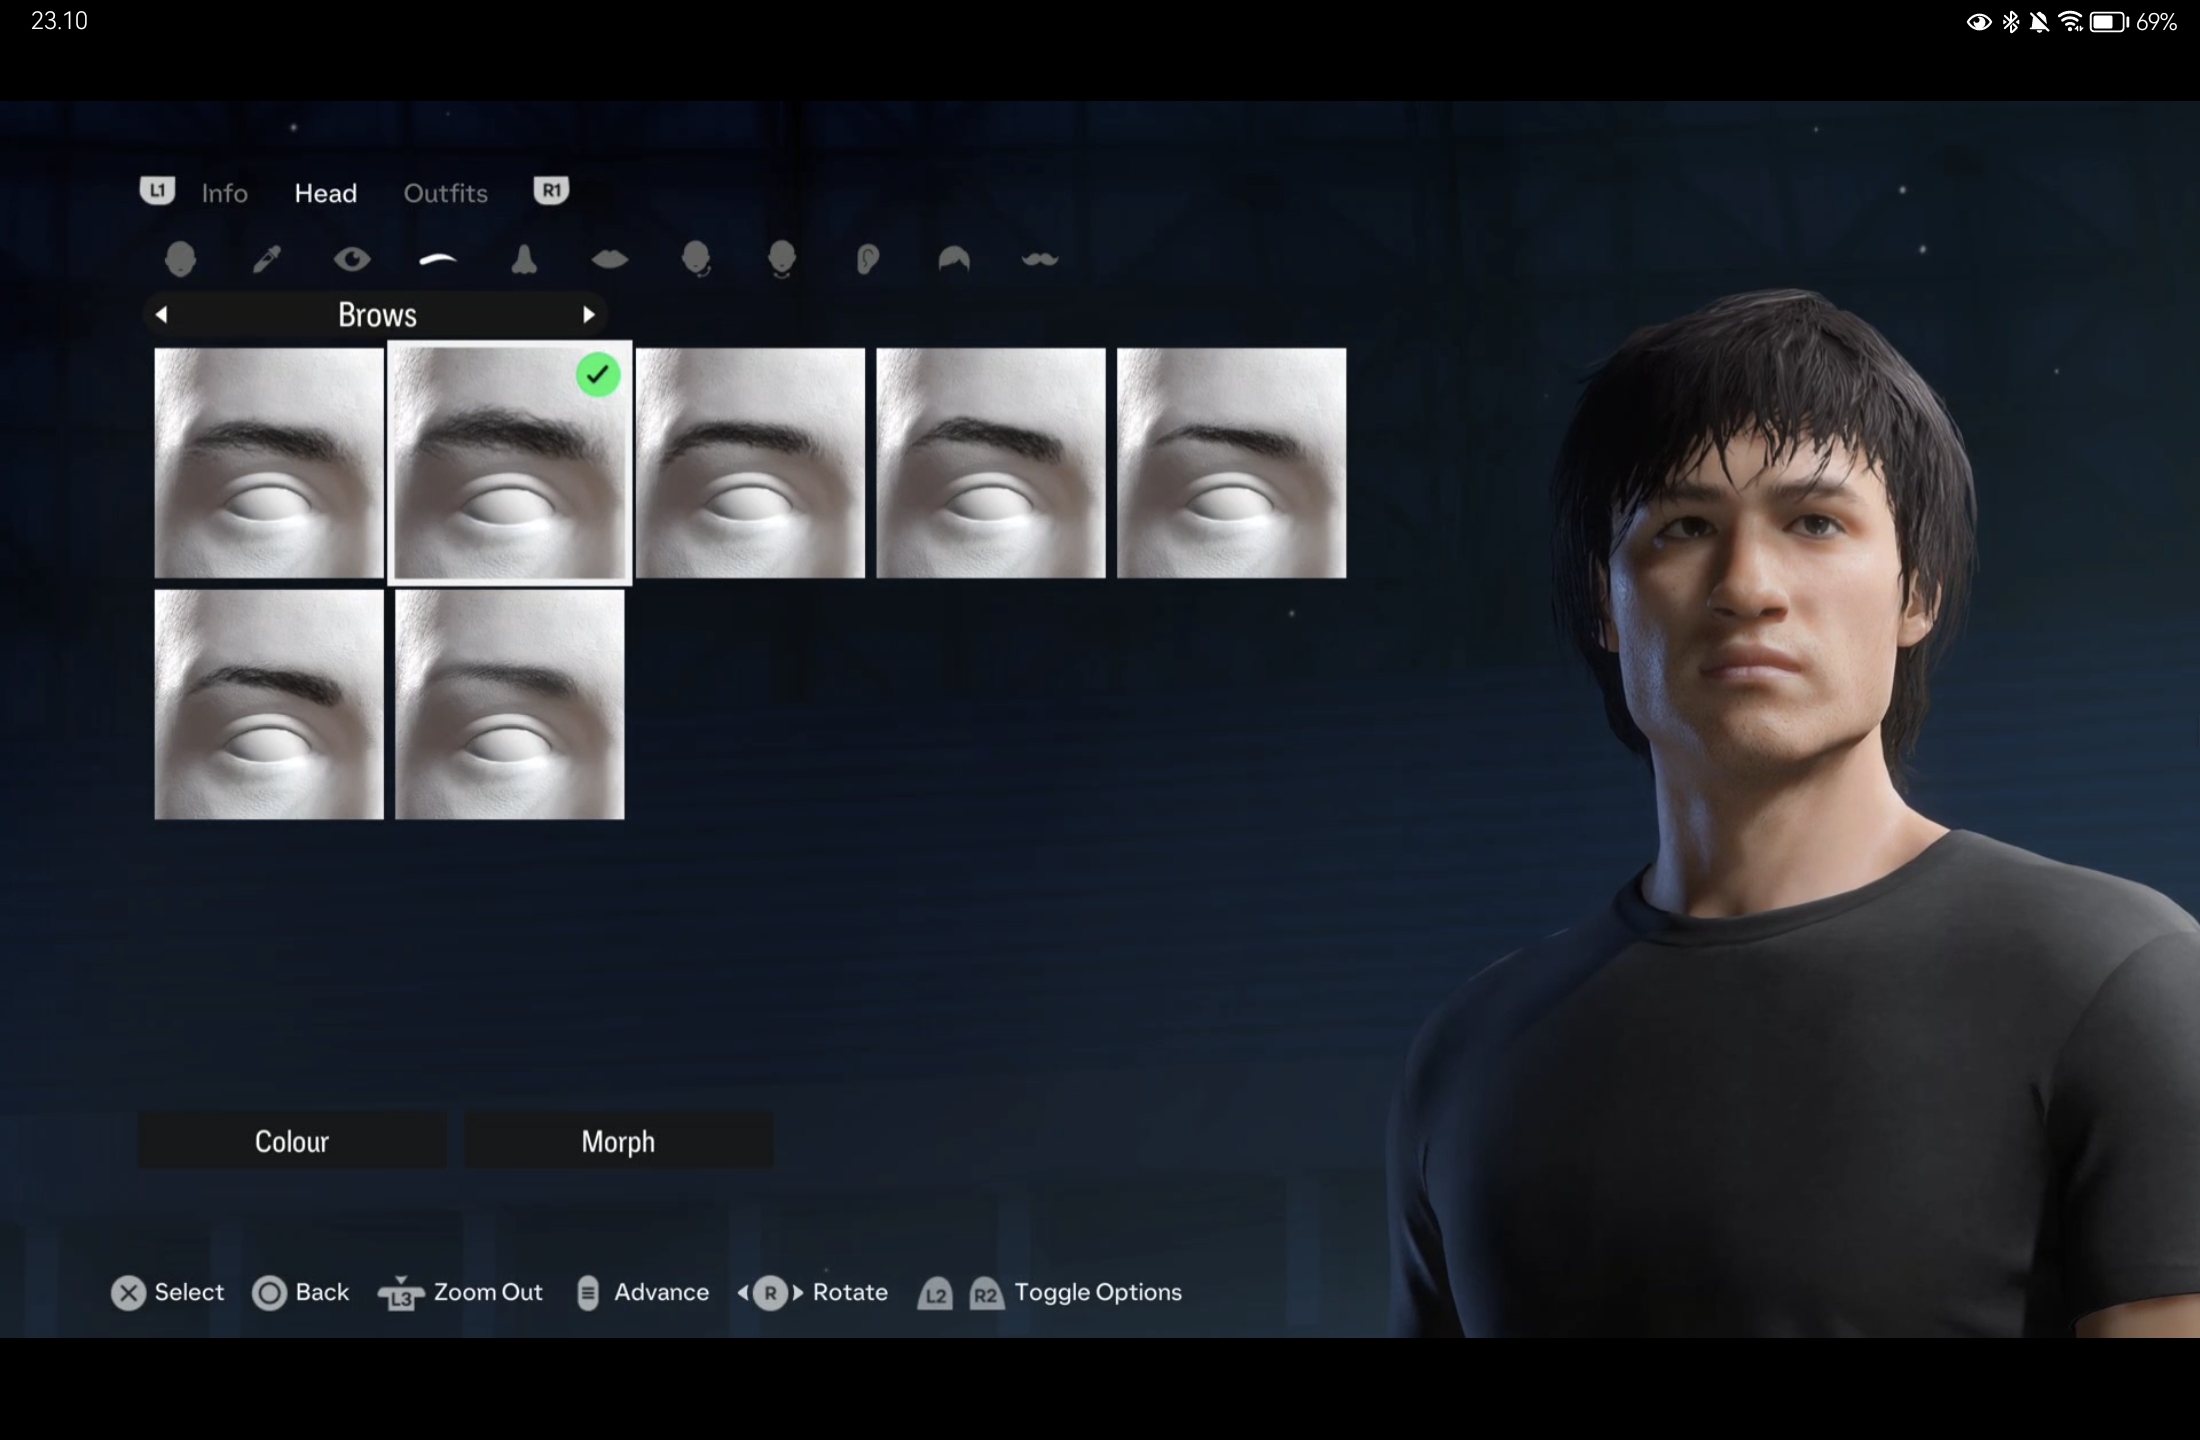 23.10
69%
L1 Info Head Outfits R1
Brows
Colour Morph
Select Back L3 Zoom Out Advance R Rotate L2 R2 Toggle Options